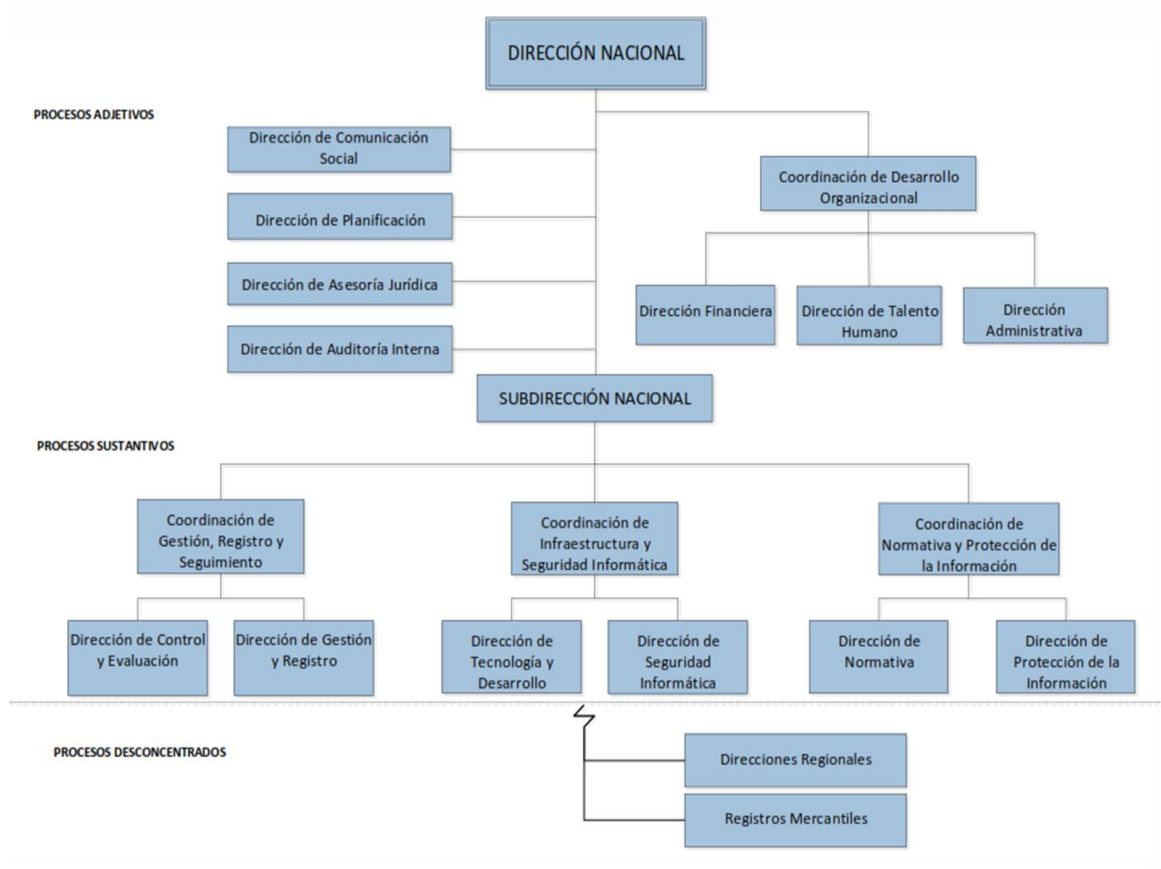 DIRECCIÓN NACIONAL
PROCESOS ADJETIVOS
Dirección de Comunicación
Social
Dirección de Planificación
Dirección de Asesoría Jurídica
Dirección de Auditoría Interna
Coordinación de Desarrollo
Organizacional
Dirección Financiera
Dirección de Talento
Humano
Dirección
Administrativa
SUBDIRECCIÓN NACIONAL
PROCESOS SUSTANTIVOS
Coordinación de
Gestión, Registro y
Seguimiento
Coordinación de
Infraestructura y
Seguridad Informática
Coordinación de
Normativa y Protección de
la Información
Dirección de Control
y Evaluación
Dirección de Gestión
y Registro
Dirección de
Tecnología y
Desarrollo
Dirección de
Seguridad
Informática
Dirección de
Normativa
Dirección de
Protección de la
Información
PROCESOS DESCONCENTRADOS
Direcciones Regionales
Registros Mercantiles